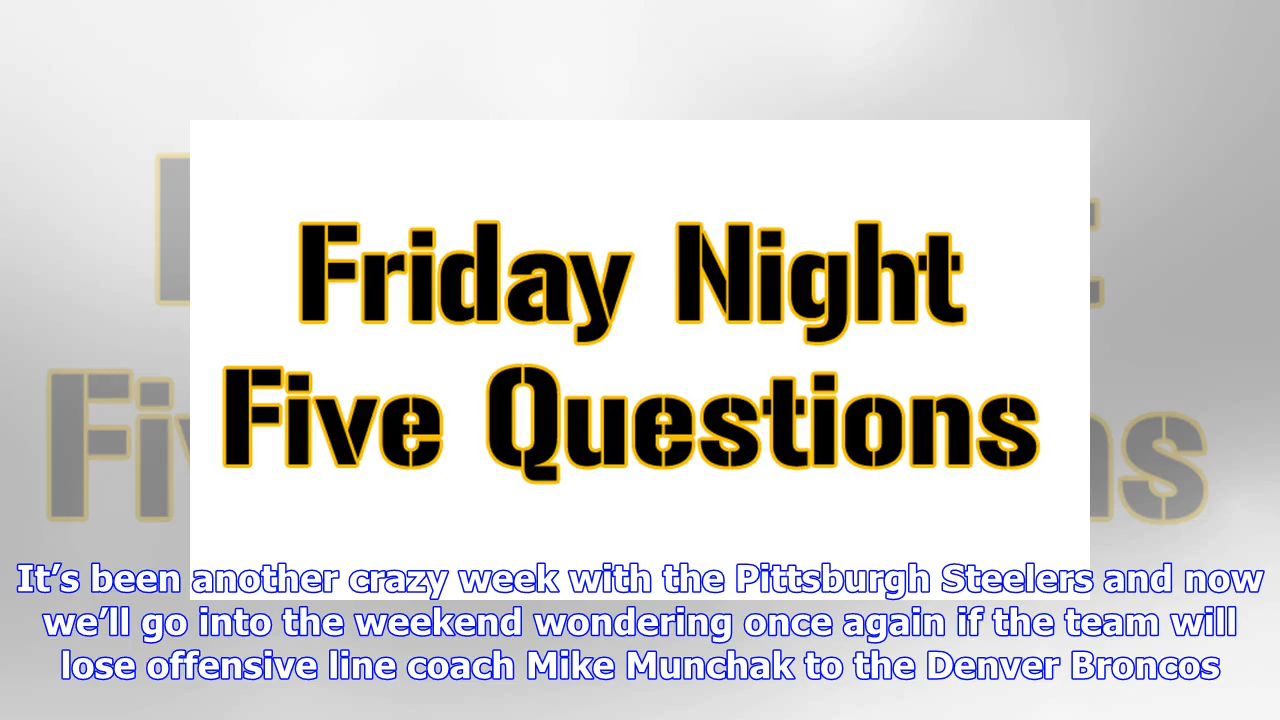 Friday Night
Five Questions
It’s been another crazy week with the Pittsburgh Steelers and now
we’ll go into the weekend wondering once again if the team will
lose offensive line coach Mike Munchak to the Denver Broncos